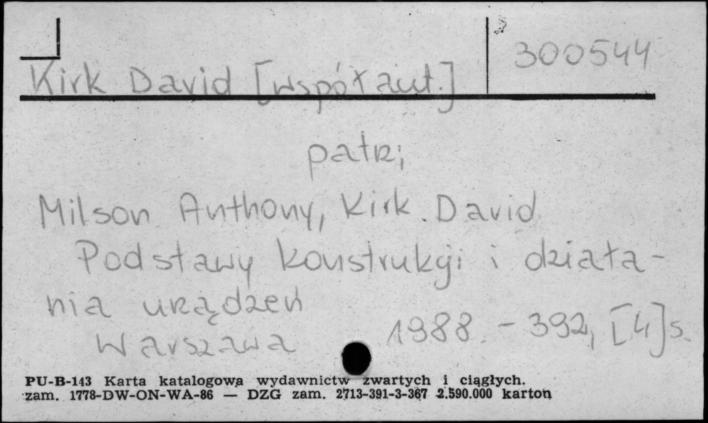 300544
Kirk David [współaut.]
patrz
Milson Anthony, Kirk David
Podstawy konstrukcji i działa-
nia urządzeń
Warszawa 1988. - 392, [4] s.
PU-B-143 Karta katalogowa wydawnictw zwartych i ciągłych.
zam. 1778-DW-ON-WA-86 — DZG zam. 2713-391-3-367 2.590.000 karton